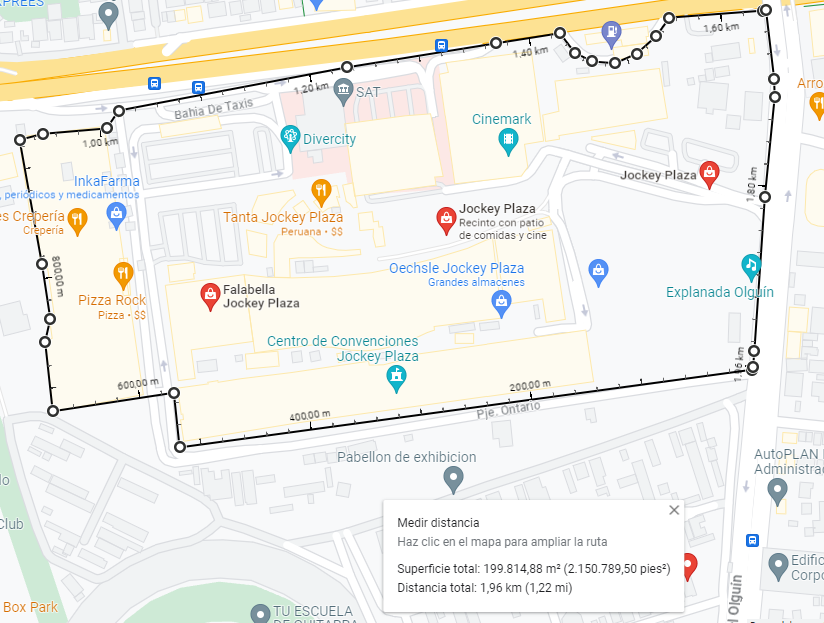 XPREES
1,60 km
1,40 km
1,20 km
SAT
Arro
Bahia De Taxis
Cinemark
Divercity
1,00 km
InkaFarma
, periódicos y medicamentos
Jockey Plaza
1,80 km
Tanta Jockey Plaza
Peruana • $$
Jockey Plaza
Recinto con patio
de comidas y cine
es Crepería
Crepería
800,00 m
Oechsle Jockey Plaza
Grandes almacenes
Falabella
Jockey Plaza
Explanada Olguín
Pizza Rock
Pizza • $$
Centro de Convenciones
Jockey Plaza
1,96 km
600,00 m
200,00 m
400,00 m
Pje. Ontario
Pabellon de exhibicion
AutoPLAN
Administrac
lo
Club
Medir distancia
Haz clic en el mapa para ampliar la ruta
Superficie total: 199.814,88 m² (2.150.789,50 pies²)
Distancia total: 1,96 km (1,22 mi)
Edific
Corpo
d Olguín
Box Park
TU ESCUELA
DE GUITARRA